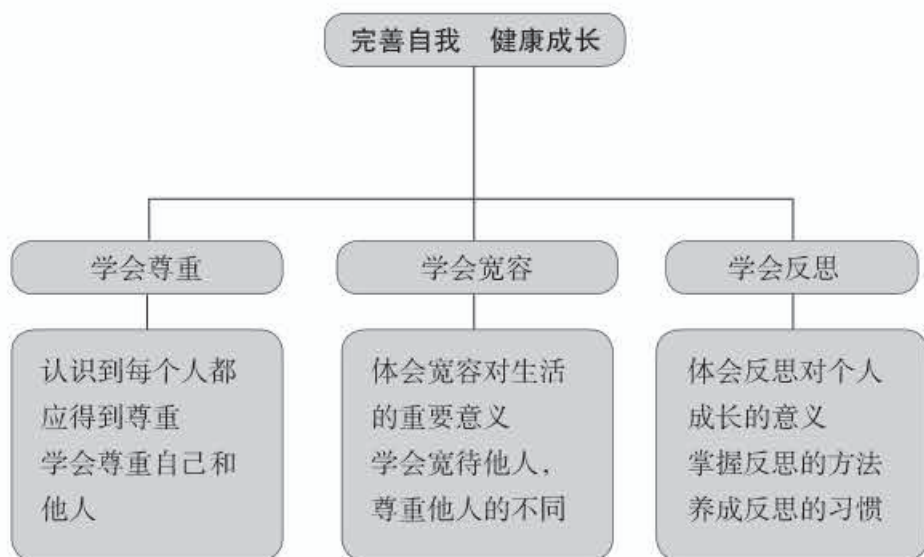 完善自我　健康成长
学会尊重
学会宽容
学会反思
认识到每个人都
应得到尊重
学会尊重自己和
他人
体会宽容对生活
的重要意义
学会宽待他人，
尊重他人的不同
体会反思对个人
成长的意义
掌握反思的方法
养成反思的习惯